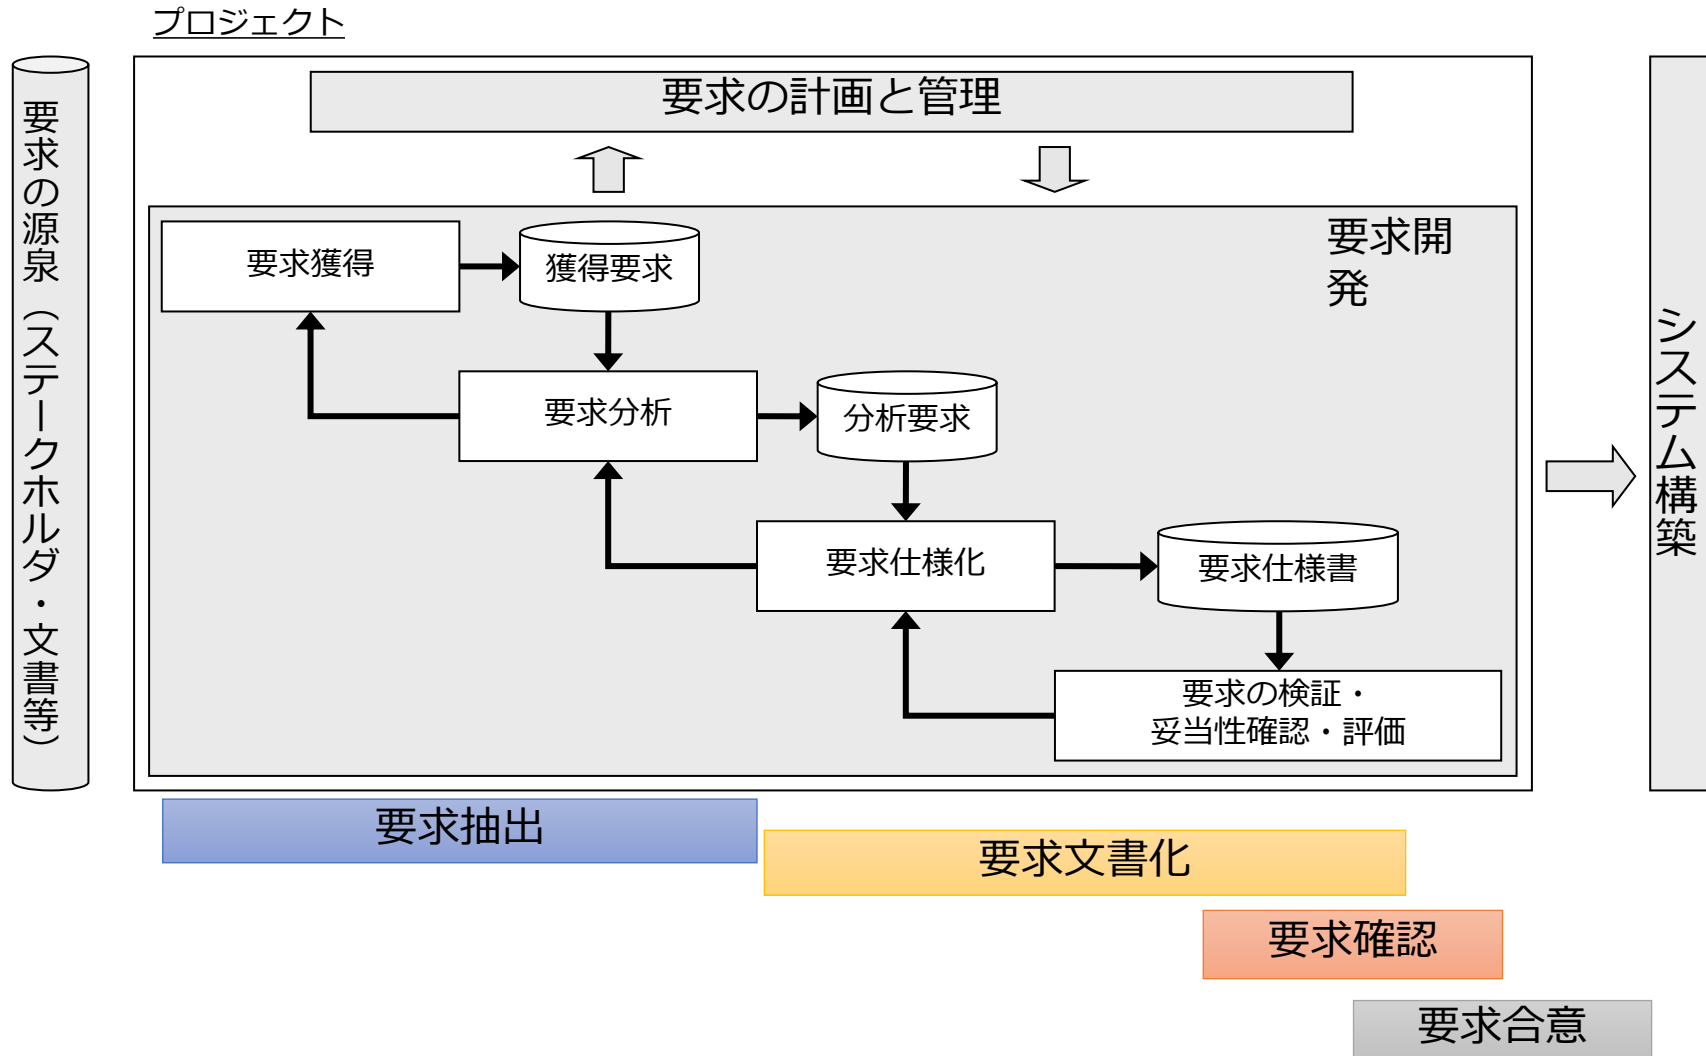 プロジェクト
要求の源泉（ステークホルダ・文書等）
要求の計画と管理
要求開
発
要求獲得
獲得要求
要求分析
分析要求
要求仕様化
要求仕様書
要求の検証・
妥当性確認・評価
システム構築
要求抽出
要求文書化
要求確認
要求合意